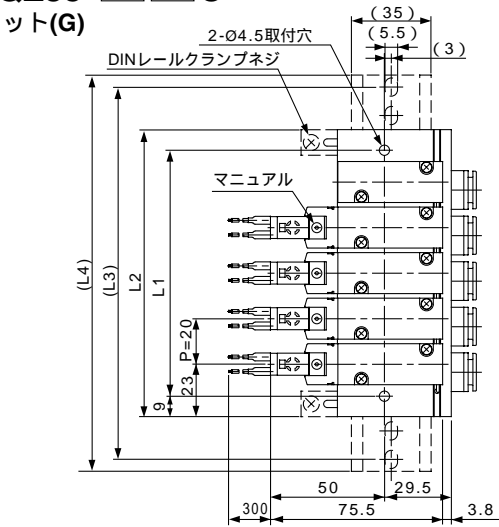 ット(G)
(35)
2-Ø4.5取付穴
(5.5)
DINレールクランプネジ
(3)
マニュアル
(L4)
(L3)
L2
L1
P=20
23
9
50
29.5
300
75.5
3.8